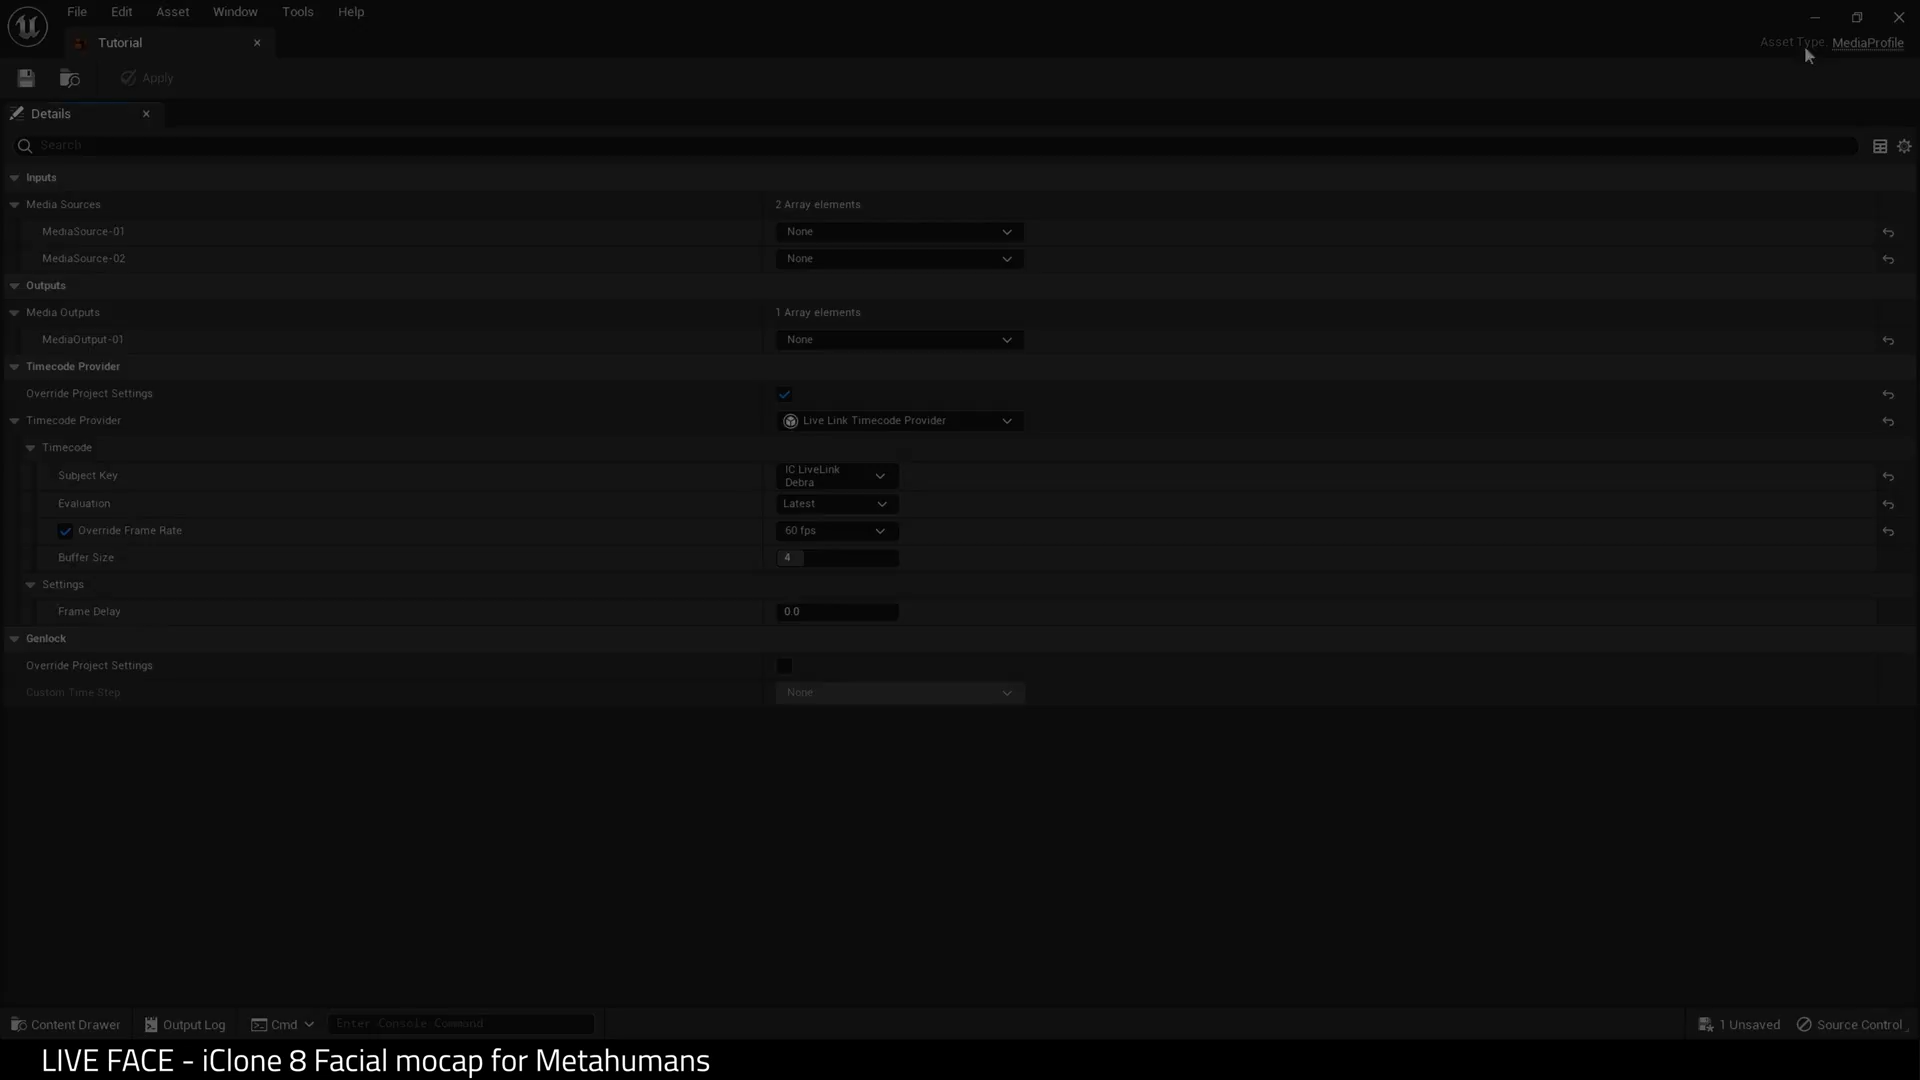 File Edit Asset Window Tools Help
Tutorial
Asset Type: MediaProfile
Apply
Details
Search
Inputs
Media Sources 2 Array elements
MediaSource-01 None
MediaSource-02 None
Outputs
Media Outputs 1 Array elements
MediaOutput-01 None
Timecode Provider
Override Project Settings
Timecode Provider Live Link Timecode Provider
Timecode
Subject Key IC LiveLink
Debra
Evaluation Latest
Override Frame Rate 60 fps
Buffer Size 4
Settings
Frame Delay 0.0
Genlock
Override Project Settings
Custom Time Step None
Content Drawer Output Log Cmd Enter Console Command 1 Unsaved Source Control
LIVE FACE - iClone 8 Facial mocap for Metahumans